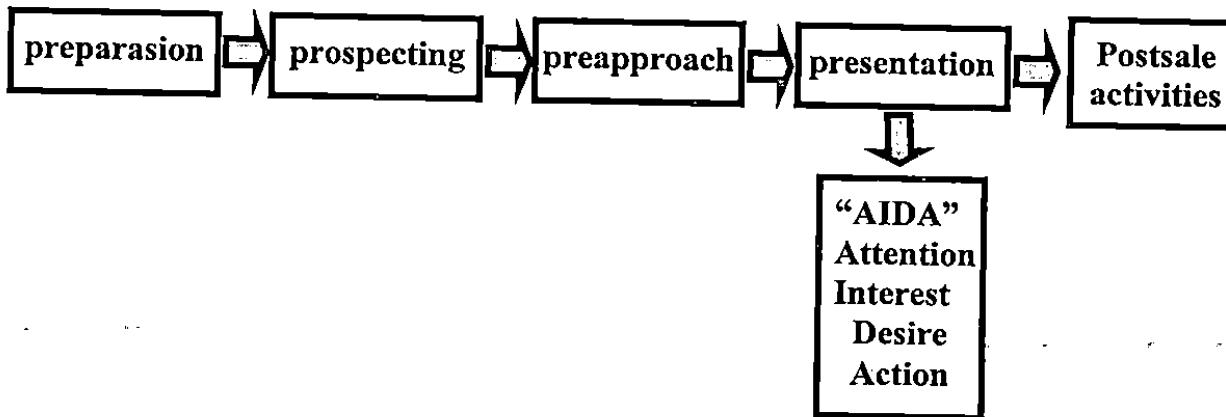 preparasion
prospecting
preapproach
presentation
Postsale
activities
“AIDA”
Attention
Interest
Desire
Action